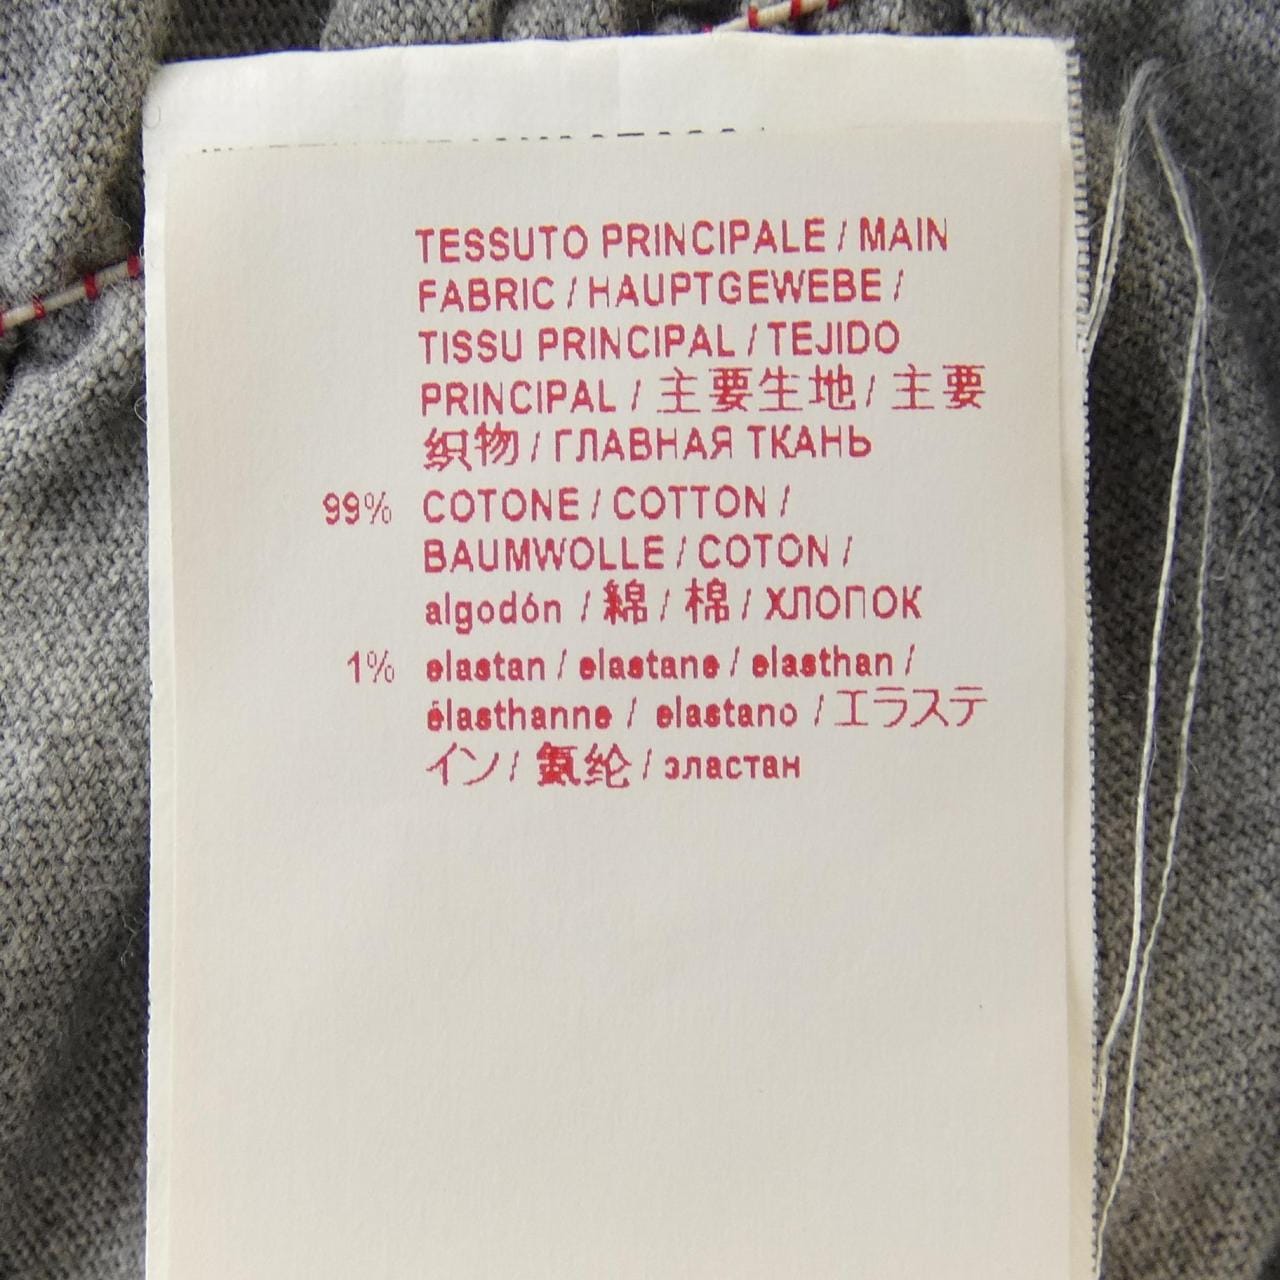 TESSUTO PRINCIPALE / MAIN
FABRIC / HAUPTGEWEBE /
TISSU PRINCIPAL / TEJIDO
PRINCIPAL / 主要生地 / 主要
织物 / ГЛАВНАЯ ТКАНЬ
99% COTONE / COTTON /
BAUMWOLLE / COTON /
algodón / 綿 / 棉 / ХЛОПОК
1% elastan / elastane / elasthan /
élasthanne / elastano / エラステ
イン / 氨纶 / эластан